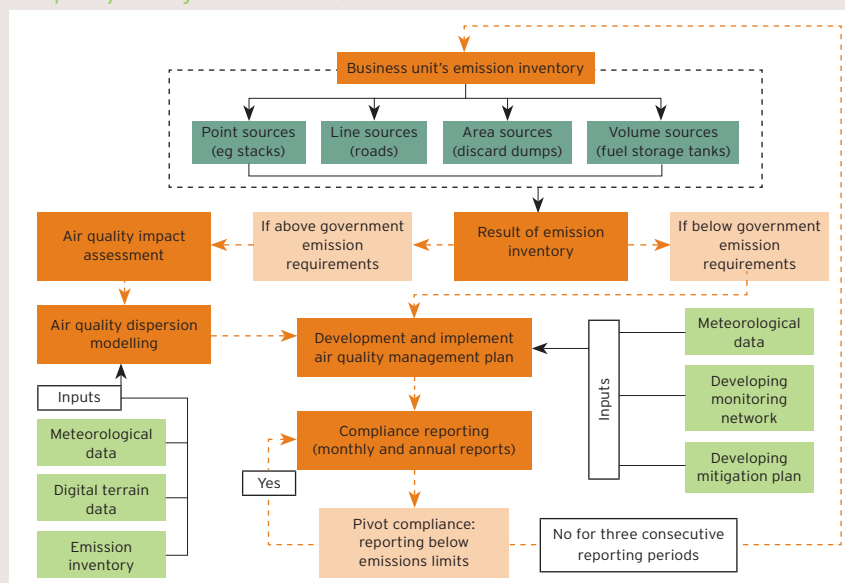 Business unit's emission inventory
Point sources
(eg stacks)
Line sources
(roads)
Area sources
(discard dumps)
Volume sources
(fuel storage tanks)
Air quality impact
assessment
If above government
emission
requirements
Result of emission
inventory
If below government
emission
requirements
Air quality dispersion
modelling
Development and implement
air quality management plan
Inputs
Meteorological
data
Developing
monitoring
network
Developing
mitigation plan
Inputs
Meteorological
data
Digital terrain
data
Emission
inventory
Compliance reporting
(monthly and annual reports)
Yes
Pivot compliance:
reporting below
emissions limits
No for three consecutive
reporting periods